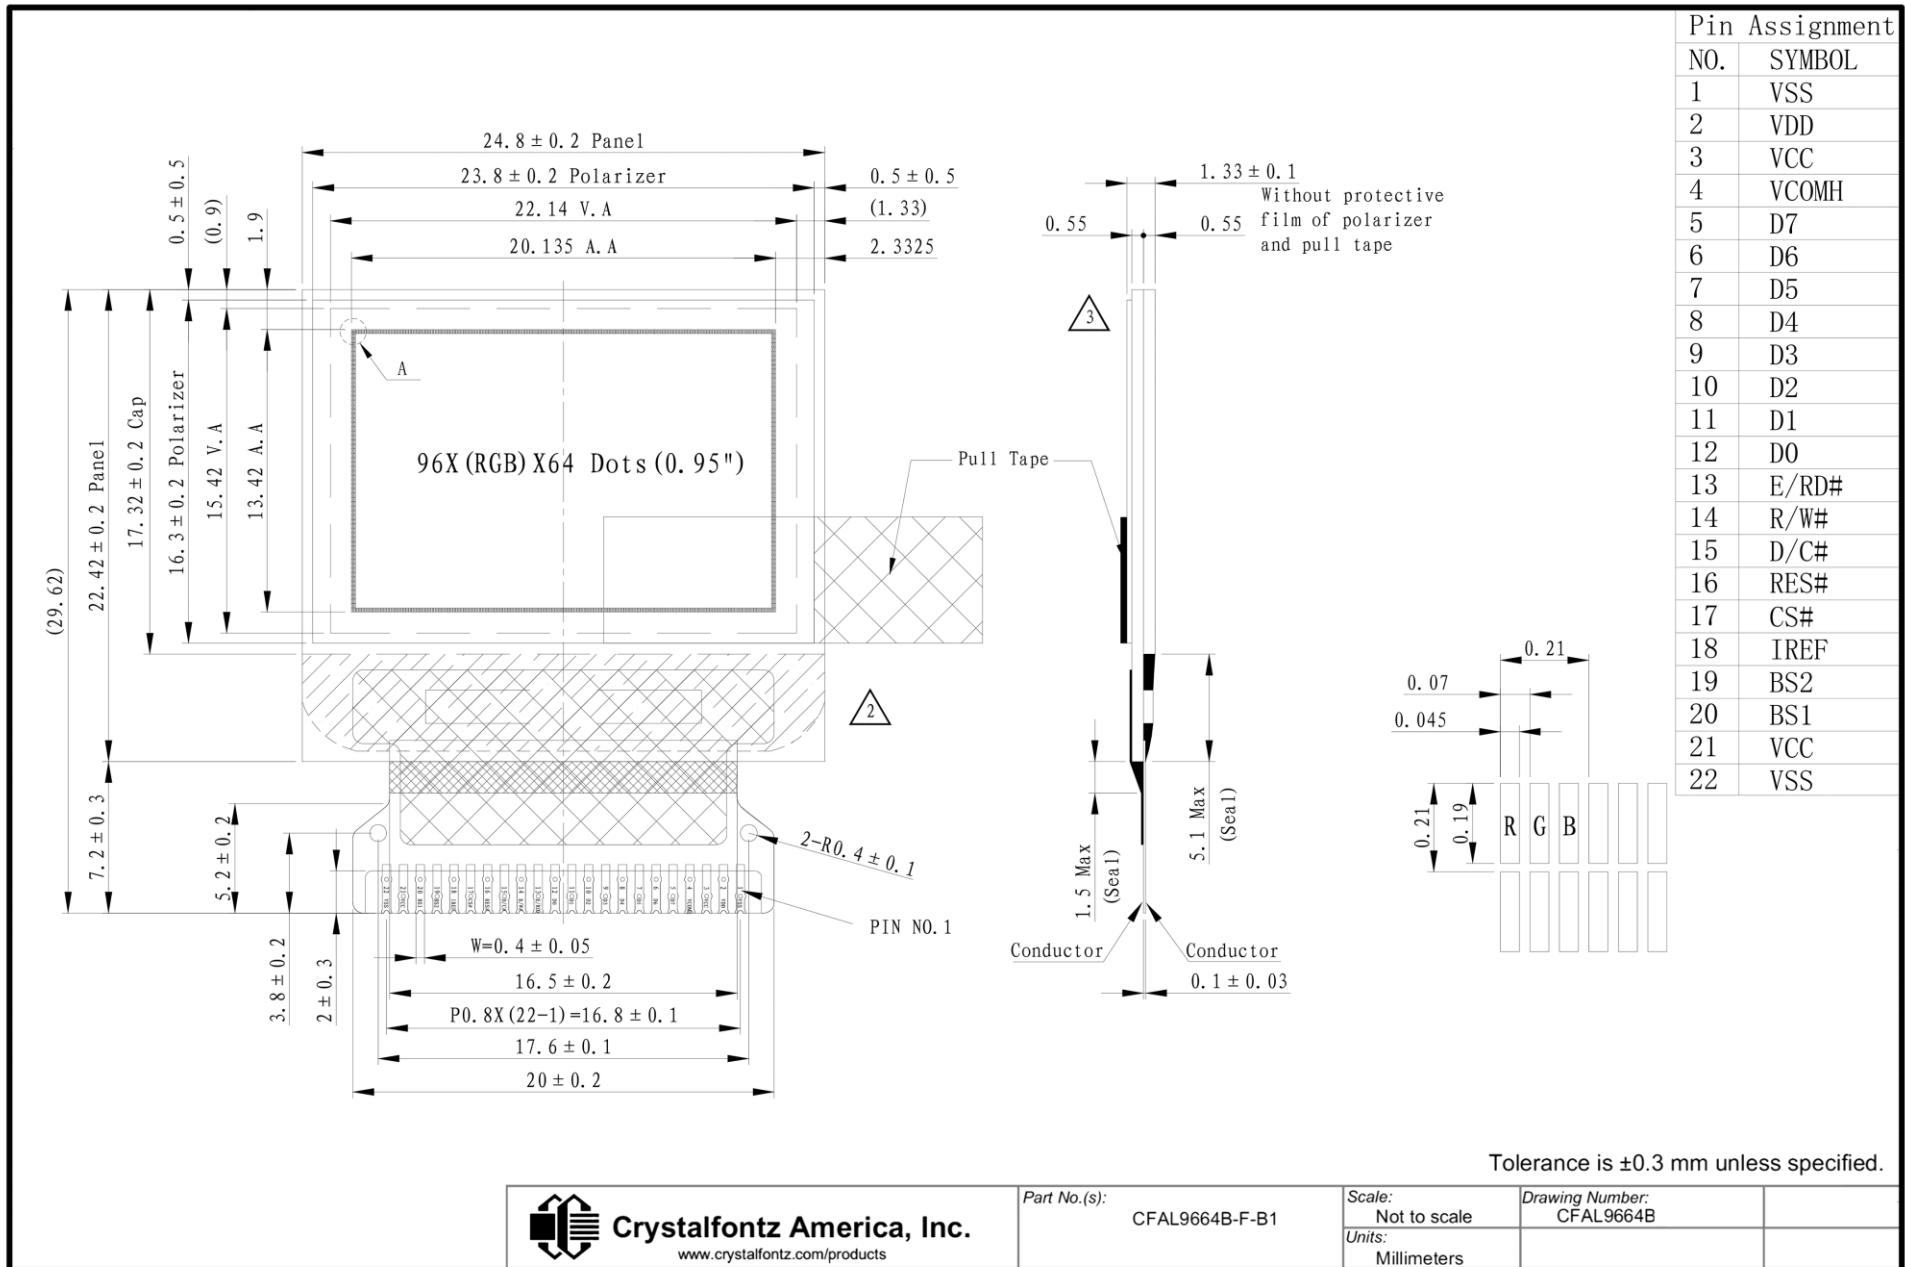 Pin Assignment
NO. SYMBOL
1 VSS
2 VDD
3 VCC
4 VCOMH
5 D7
6 D6
7 D5
8 D4
9 D3
10 D2
11 D1
12 D0
13 E/RD#
14 R/W#
15 D/C#
16 RES#
17 CS#
18 IREF
19 BS2
20 BS1
21 VCC
22 VSS
24.8±0.2 Panel
23.8±0.2 Polarizer
22.14 V.A
20.135 A.A
0.5±0.5
(1.33)
2.3325
0.5±0.5
(0.9)
1.9
(29.62)
22.42±0.2 Panel
17.32±0.2 Cap
16.3±0.2 Polarizer
15.42 V.A
13.42 A.A
A
96X(RGB)X64 Dots(0.95")
Pull Tape
2
3
1.33±0.1
Without protective
film of polarizer
and pull tape
0.55
0.55
7.2±0.3
5.2±0.2
3.8±0.2
2±0.3
2-R0.4±0.1
PIN NO.1
W=0.4±0.05
16.5±0.2
P0.8X(22-1)=16.8±0.1
17.6±0.1
20±0.2
1.5 Max
(Seal)
5.1 Max
(Seal)
Conductor
Conductor
0.1±0.03
0.21
0.07
0.045
0.21
0.19
R G B
Tolerance is ±0.3 mm unless specified.
Crystalfontz America, Inc.
www.crystalfontz.com/products
Part No.(s):
CFAL9664B-F-B1
Scale:
Not to scale
Units:
Millimeters
Drawing Number:
CFAL9664B